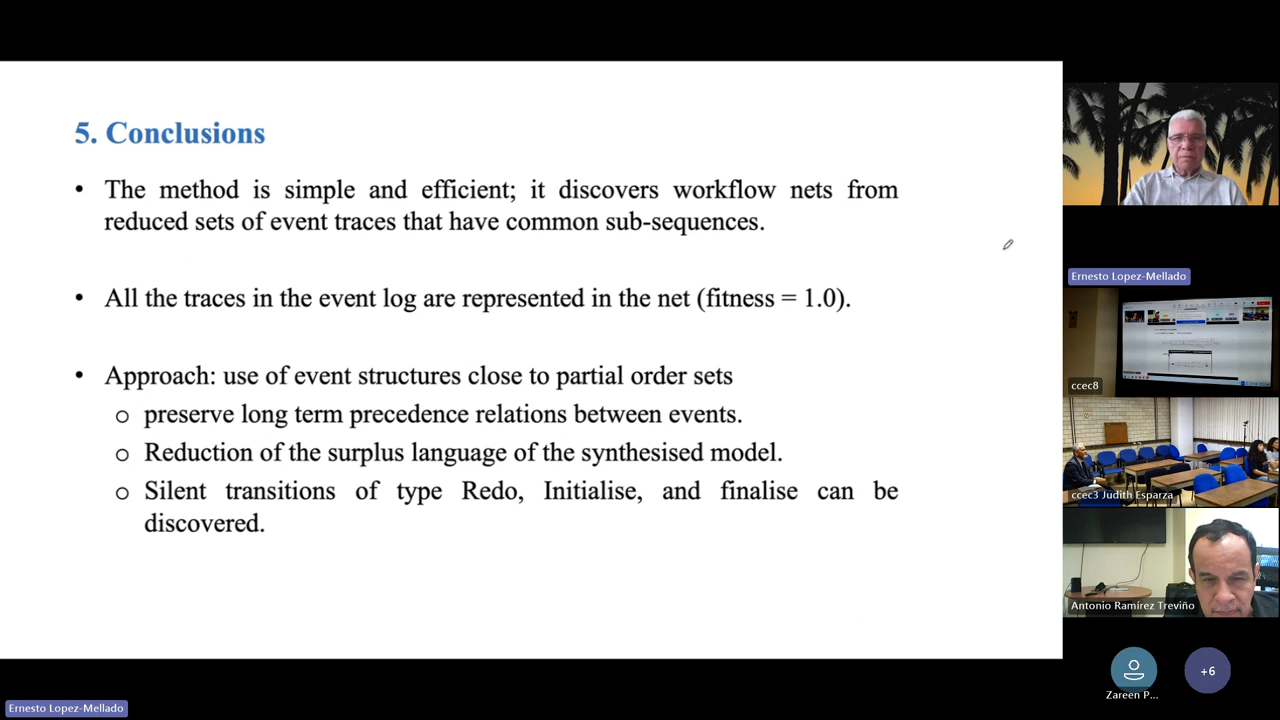 5. Conclusions
• The method is simple and efficient; it discovers workflow nets from
reduced sets of event traces that have common sub-sequences.
• All the traces in the event log are represented in the net (fitness = 1.0).
• Approach: use of event structures close to partial order sets
o preserve long term precedence relations between events.
o Reduction of the surplus language of the synthesised model.
o Silent transitions of type Redo, Initialise, and finalise can be
discovered.
Ernesto Lopez-Mellado
ccec8
ccec3 Judith Esparza
Antonio Ramírez Treviño
Zareen P...
+6
Ernesto Lopez-Mellado